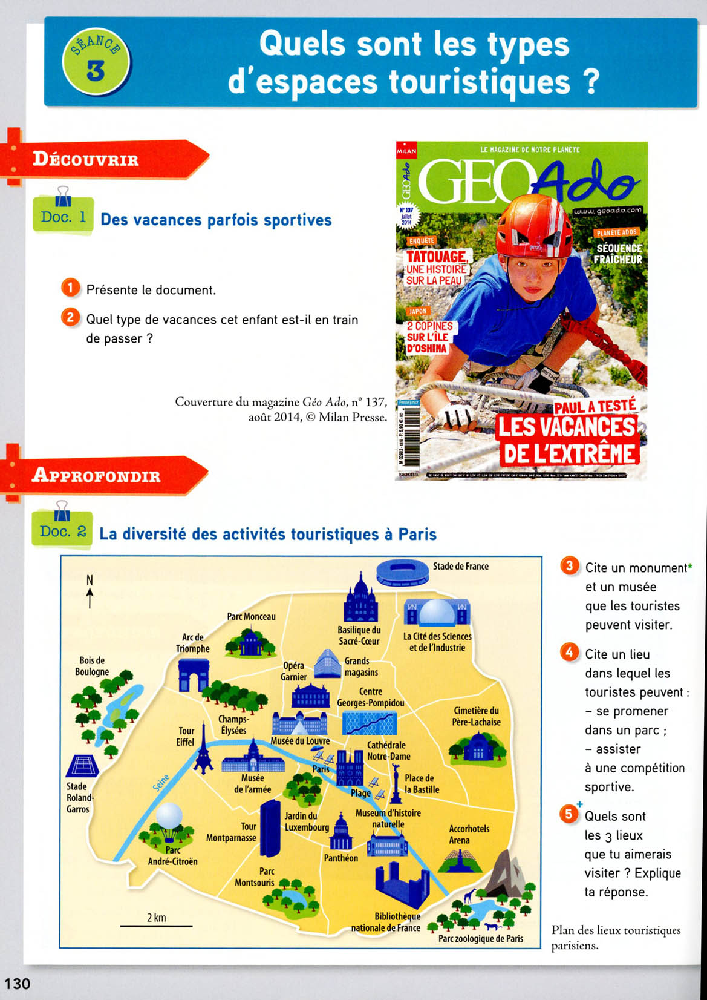 SÉANCE
3
Quels sont les types
d'espaces touristiques ?
DÉCOUVRIR
Doc. 1 Des vacances parfois sportives
1 Présente le document.
2 Quel type de vacances cet enfant est-il en train
de passer ?
Couverture du magazine Géo Ado, n° 137,
août 2014, © Milan Presse.
MiLAN
LE MAGAZINE DE NOTRE PLANÈTE
GEO Ado
GEO Ado
www.geoado.com
N° 137
juillet
2014
ENQUÊTE
TATOUAGE,
UNE HISTOIRE
SUR LA PEAU
PLANÈTE ADOS
SÉQUENCE
FRAÎCHEUR
JAPON
2 COPINES
SUR L'ÎLE
D'OSHIMA
Presse junior
PAUL A TESTÉ
LES VACANCES
DE L'EXTRÊME
APPROFONDIR
Doc. 2 La diversité des activités touristiques à Paris
N
Stade de France
Parc Monceau
Basilique du
Sacré-Cœur
La Cité des Sciences
et de l'Industrie
Arc de
Triomphe
Bois de
Boulogne
Opéra
Garnier
Grands
magasins
Centre
Georges-Pompidou
Cimetière du
Père-Lachaise
Champs-
Élysées
Tour
Eiffel
Musée du Louvre
Cathédrale
Notre-Dame
Paris
Plage
Musée
de l'armée
Place de
la Bastille
Seine
Stade
Roland-
Garros
Jardin du
Luxembourg
Museum d'histoire
naturelle
Tour
Montparnasse
Accorhotels
Arena
Parc
André-Citroën
Panthéon
Parc
Montsouris
2 km
Bibliothèque
nationale de France
Parc zoologique de Paris
3 Cite un monument*
et un musée
que les touristes
peuvent visiter.
4 Cite un lieu
dans lequel les
touristes peuvent :
– se promener
dans un parc ;
– assister
à une compétition
sportive.
5+ Quels sont
les 3 lieux
que tu aimerais
visiter ? Explique
ta réponse.
Plan des lieux touristiques
parisiens.
130